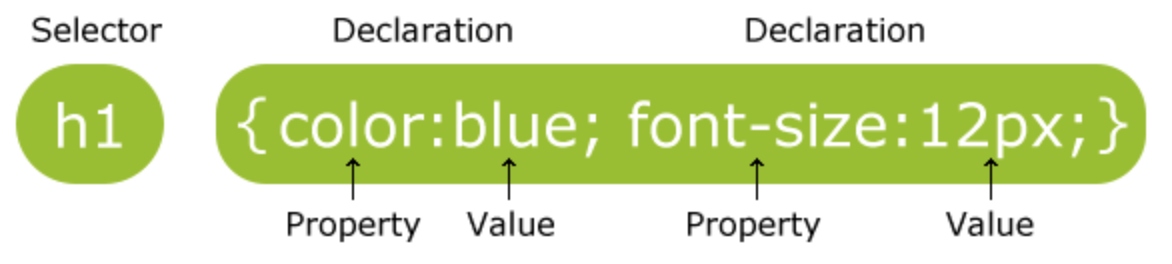 Selector Declaration Declaration
h1 {color:blue; font-size:12px;}
Property Value Property Value